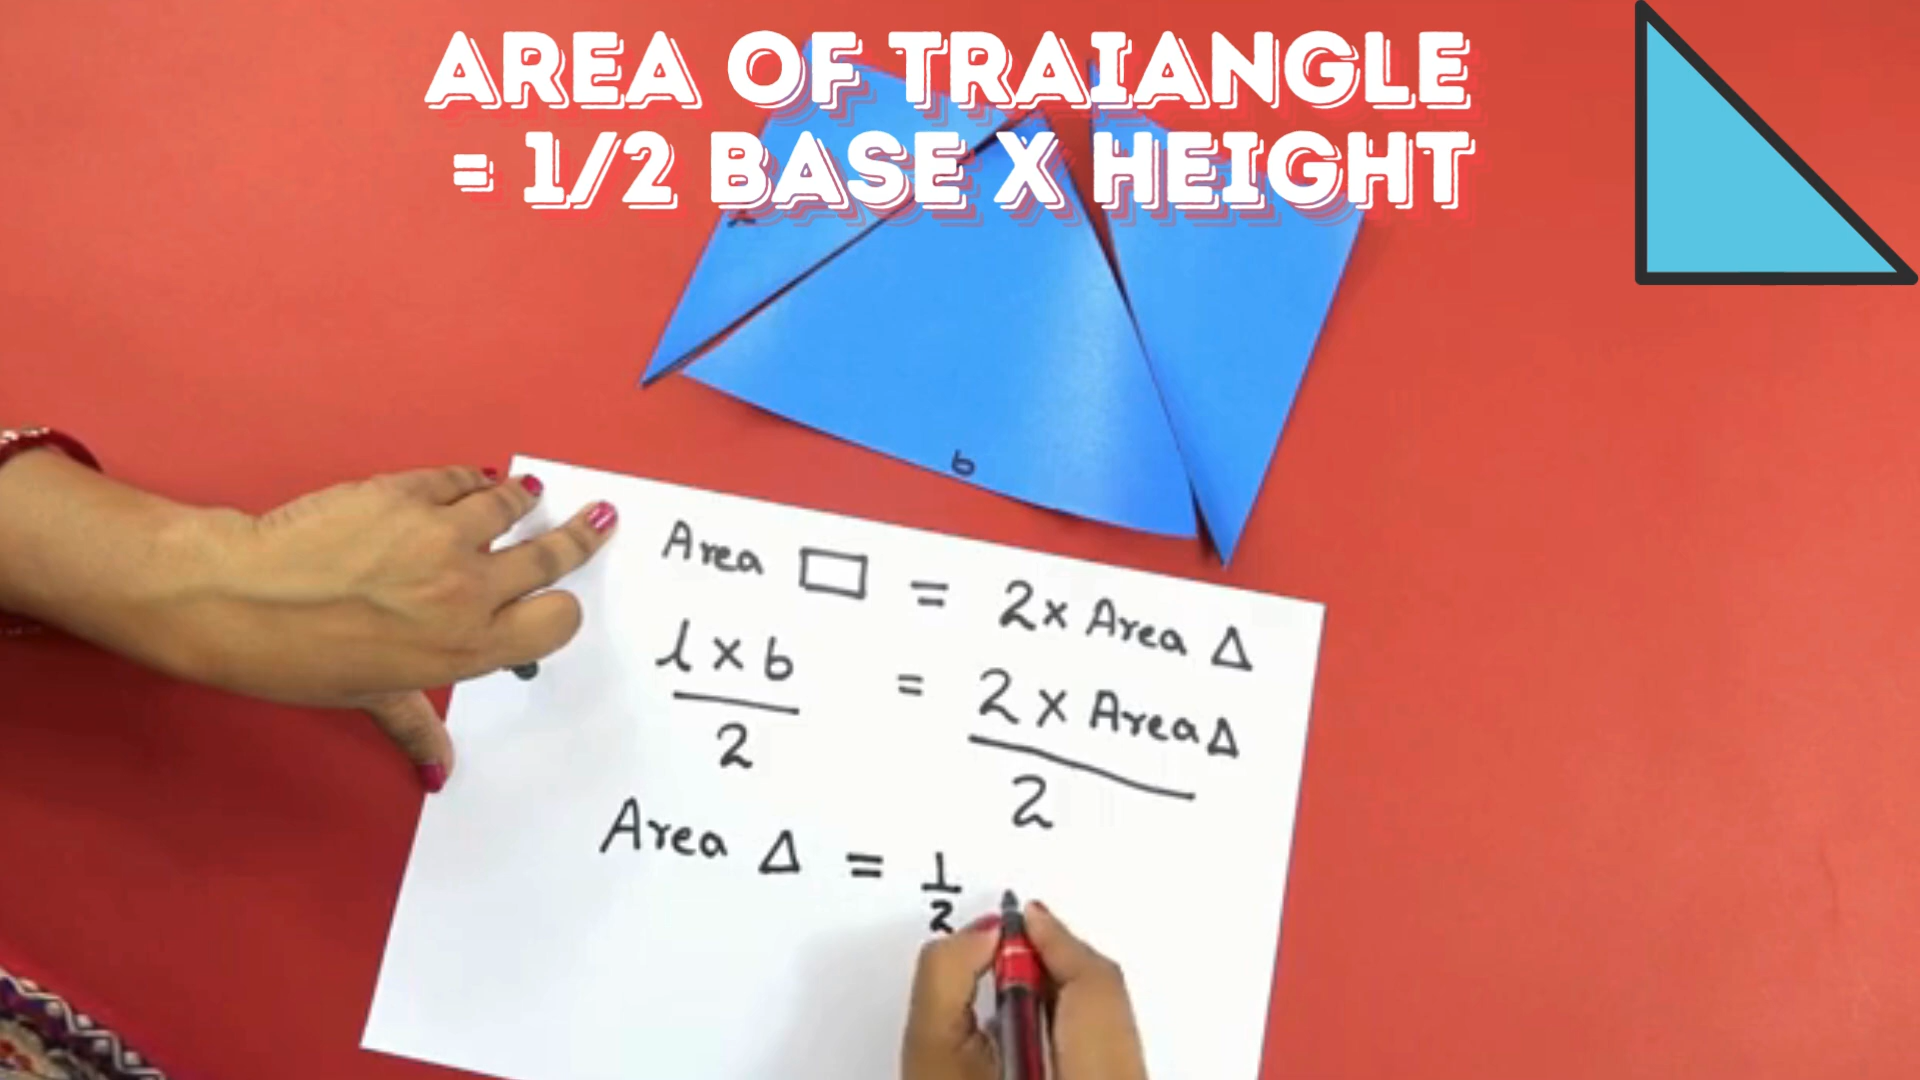 AREA OF TRAIANGLE
= 1/2 BASE X HEIGHT
b
Area ▭ = 2x Area Δ
l x b = 2 x Area Δ
2 2
Area Δ = 1/2